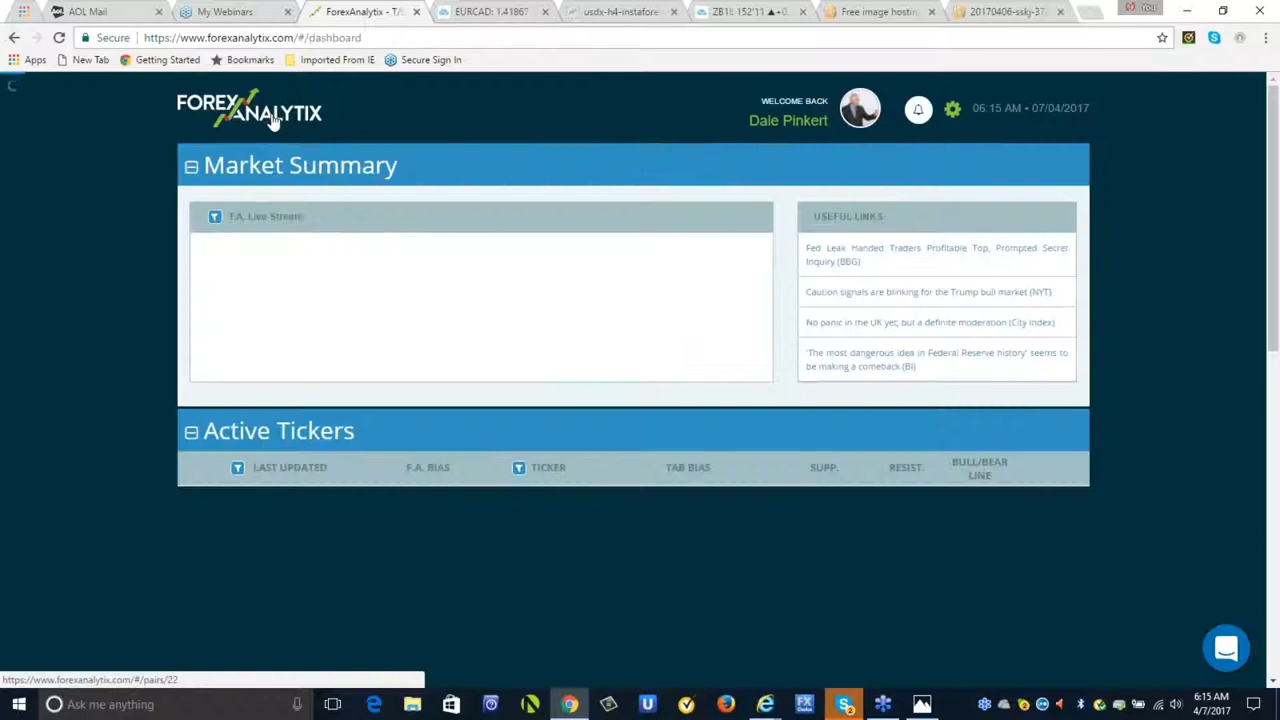 AOL Mail
My Webinars
ForexAnalytix - T/
EURCAD: 1.41867
usdx-h4-instafore
ZB1!: 152'11 ▲+0.
Free image hostin
20170406-sskj-37.
You
Secure
https://www.forexanalytix.com/#/dashboard
Apps
New Tab
Getting Started
Bookmarks
Imported From IE
Secure Sign In
FOREX
ANALYTIX
WELCOME BACK
Dale Pinkert
06:15 AM • 07/04/2017
Market Summary
F.A. Live Stream
USEFUL LINKS
Fed Leak Handed Traders Profitable Top, Prompted Secret
Inquiry (BBG)
Caution signals are blinking for the Trump bull market (NYT)
No panic in the UK yet, but a definite moderation (City Index)
'The most dangerous idea in Federal Reserve history' seems to
be making a comeback (BI)
Active Tickers
LAST UPDATED
F.A. BIAS
TICKER
TAB BIAS
SUPP.
RESIST.
BULL/BEAR
LINE
https://www.forexanalytix.com/#/pairs/22
Ask me anything
6:15 AM
4/7/2017